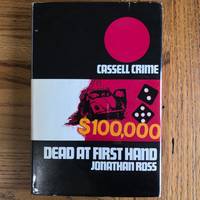 CASSELL CRIME
$100,000
DEAD AT FIRST HAND
JONATHAN ROSS